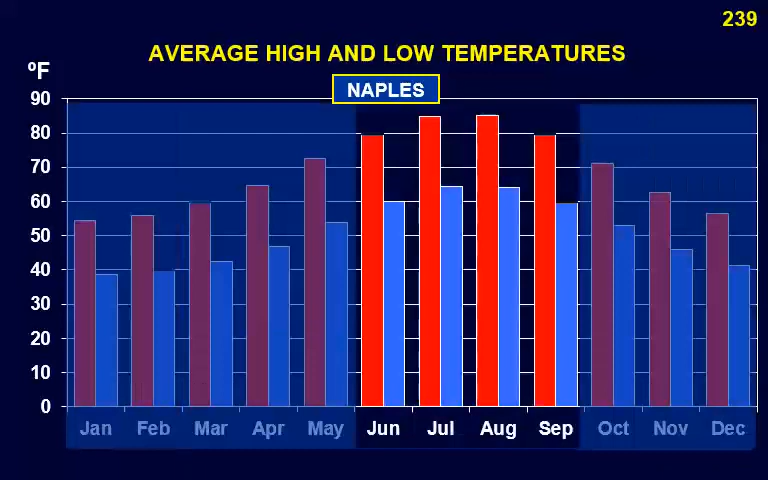 239
AVERAGE HIGH AND LOW TEMPERATURES
ºF
NAPLES
90
80
70
60
50
40
30
20
10
0
Jan Feb Mar Apr May Jun Jul Aug Sep Oct Nov Dec